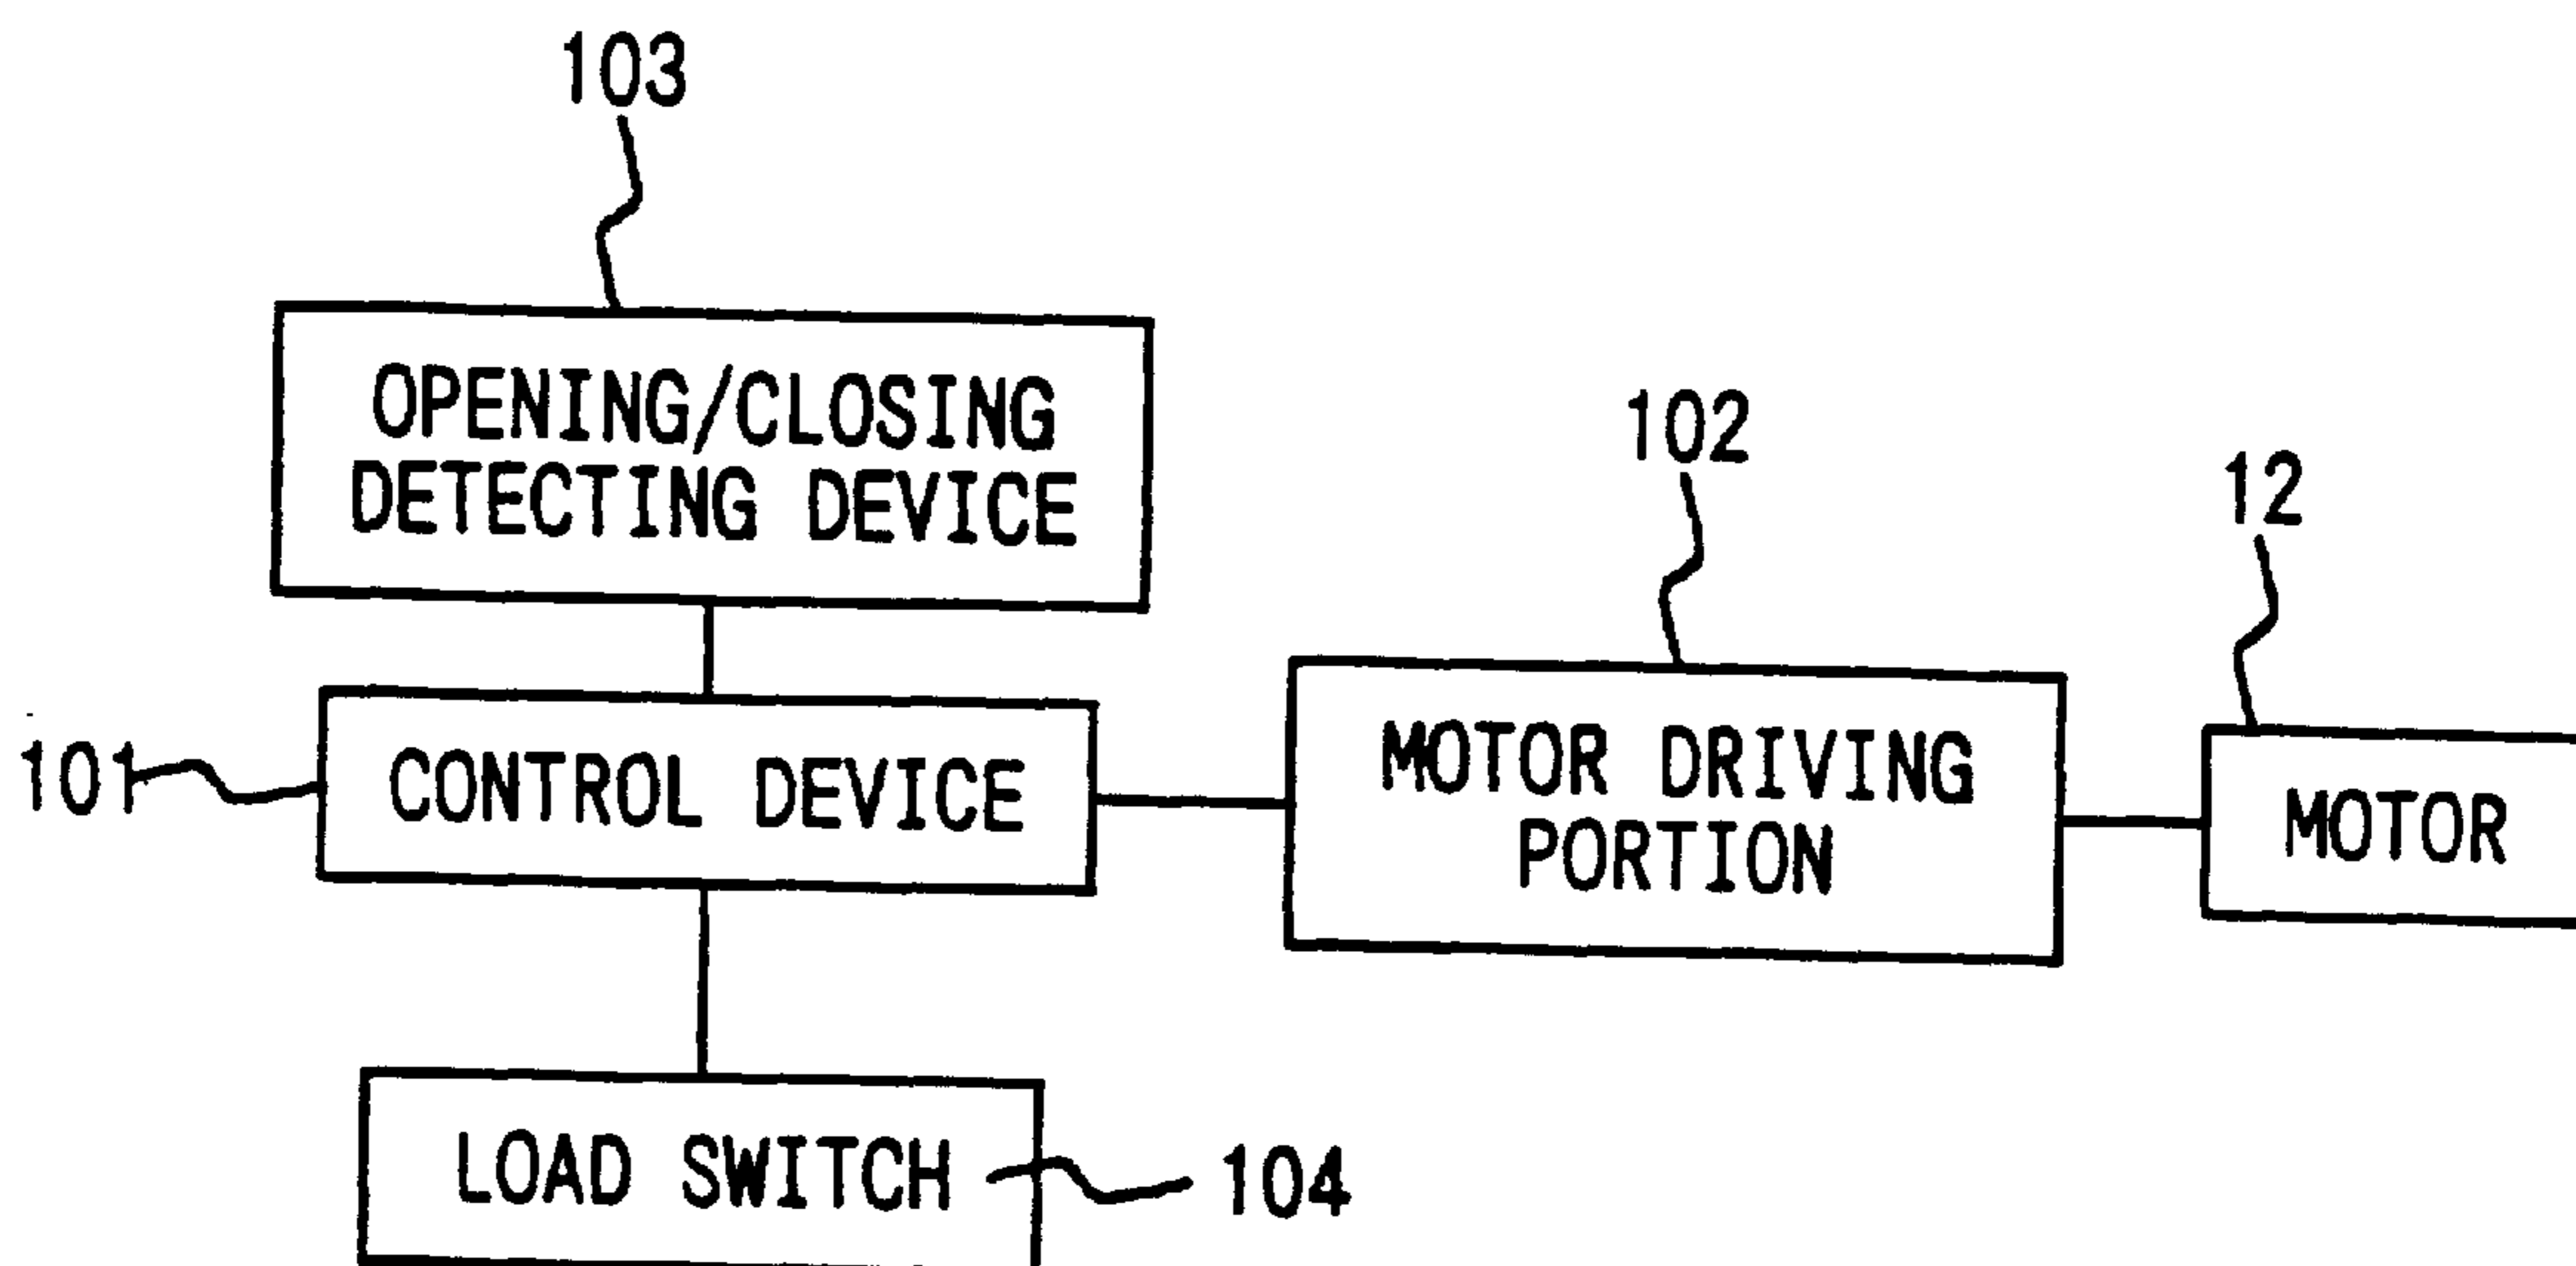 103
OPENING/CLOSING
DETECTING DEVICE
102
12
101
CONTROL DEVICE
MOTOR DRIVING
PORTION
MOTOR
LOAD SWITCH
104